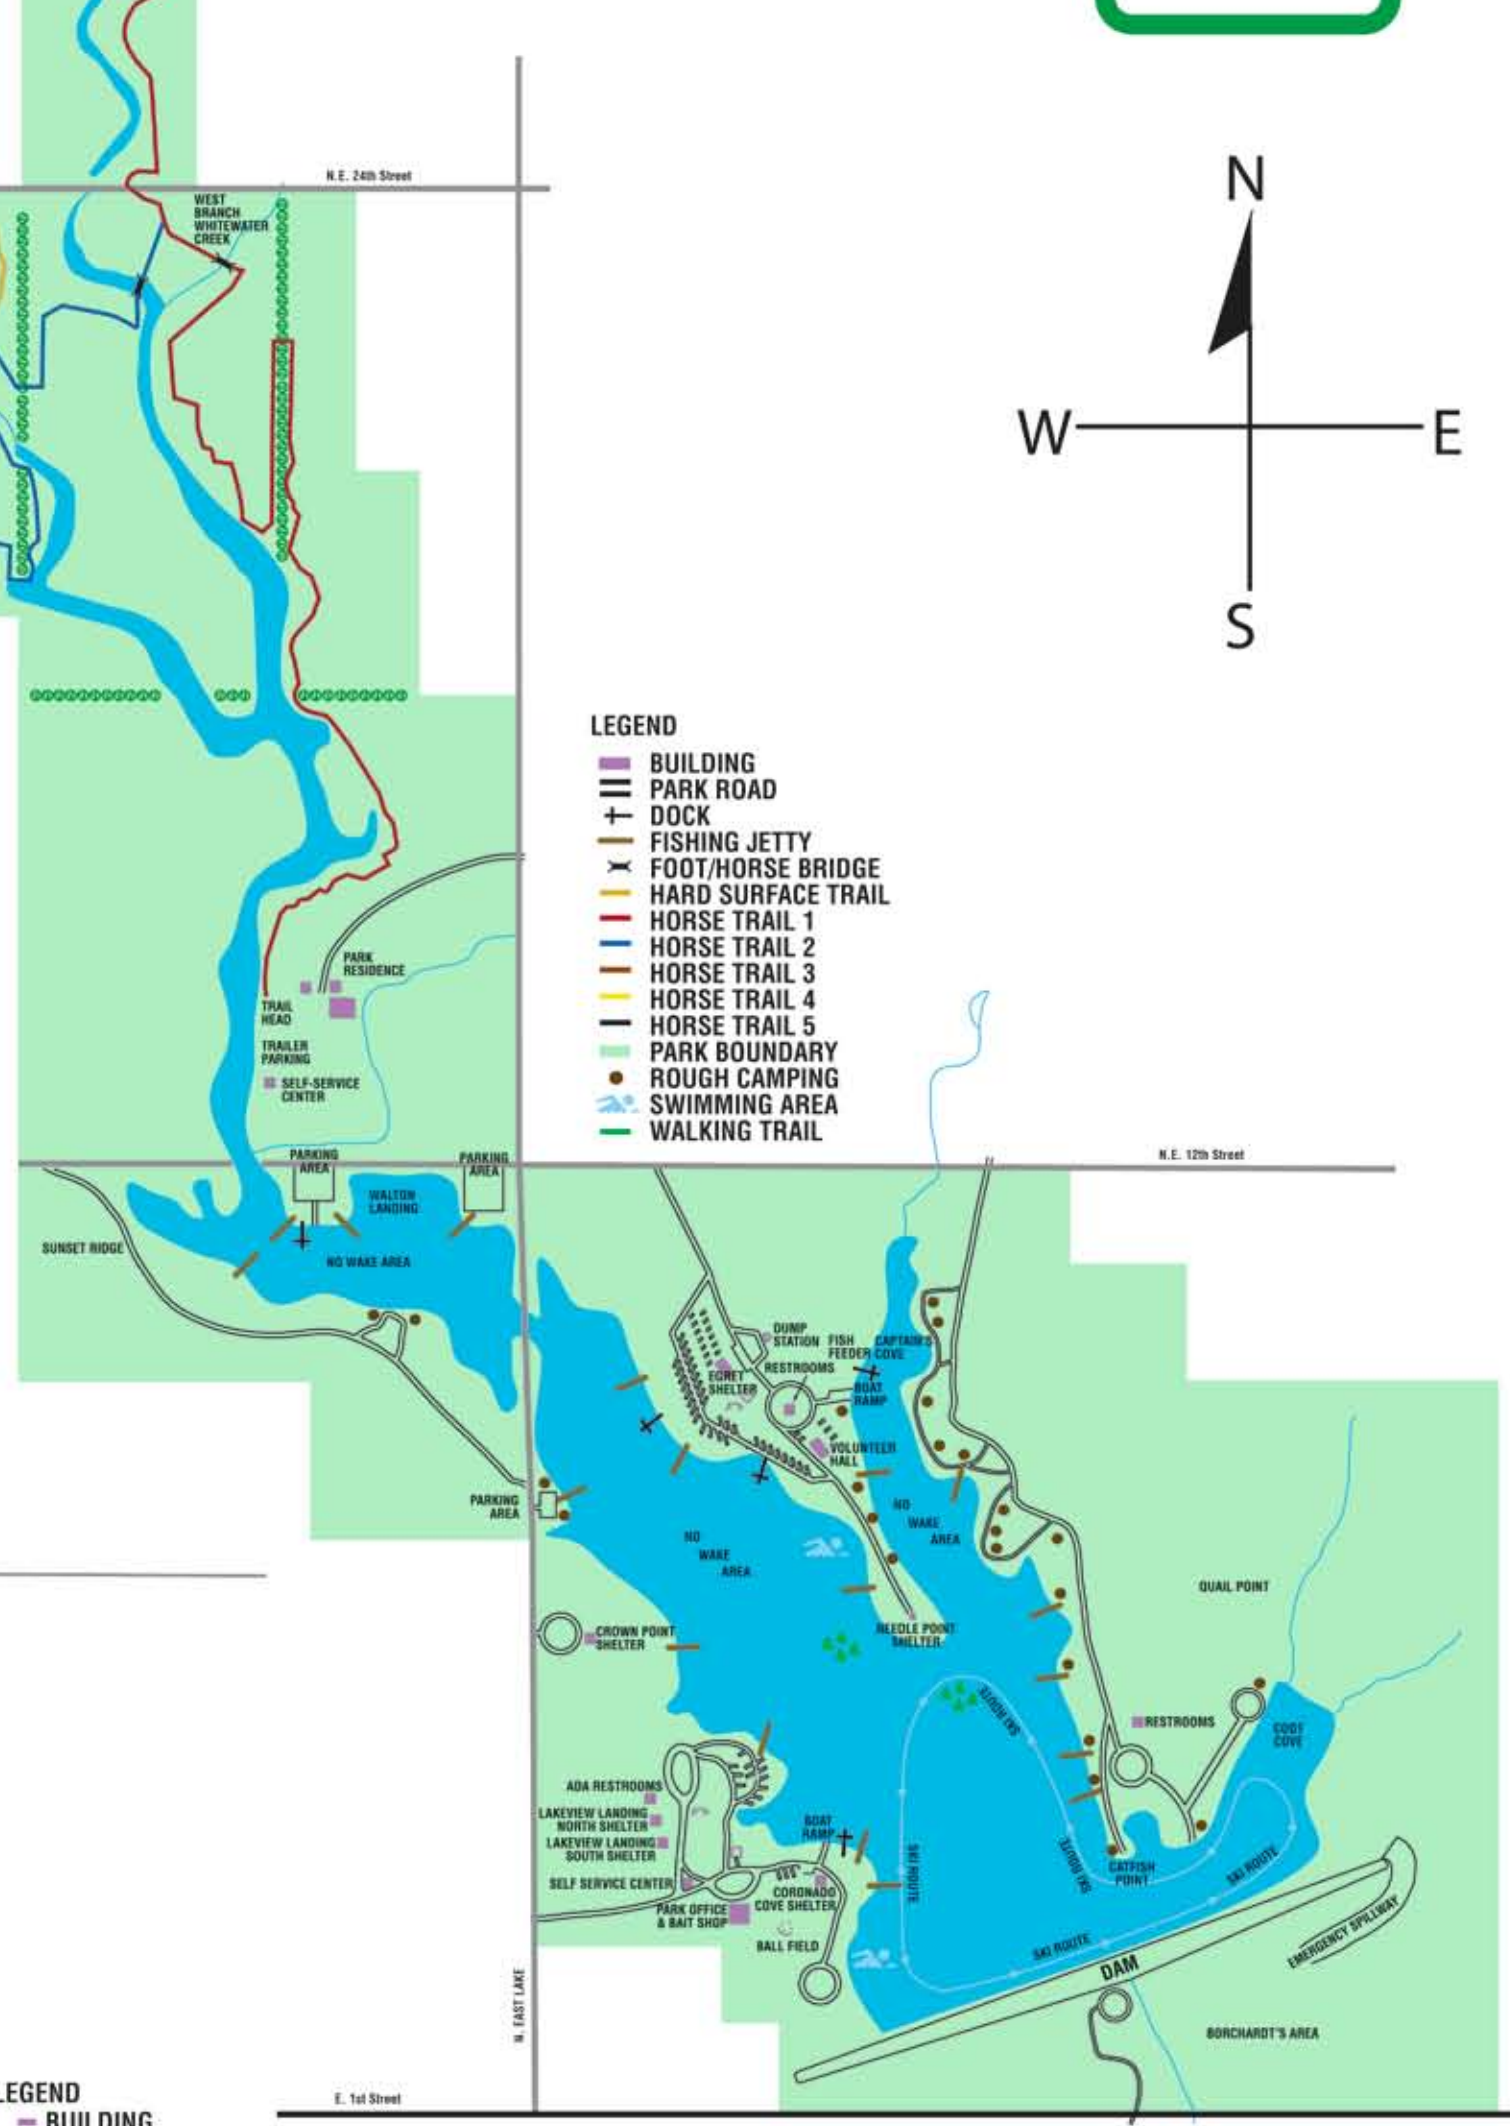 N.E. 24th Street
WEST
BRANCH
WHITEWATER
CREEK
N
W
E
S
LEGEND
BUILDING
PARK ROAD
DOCK
FISHING JETTY
FOOT/HORSE BRIDGE
HARD SURFACE TRAIL
HORSE TRAIL 1
HORSE TRAIL 2
HORSE TRAIL 3
HORSE TRAIL 4
HORSE TRAIL 5
PARK BOUNDARY
ROUGH CAMPING
SWIMMING AREA
WALKING TRAIL
PARK
RESIDENCE
TRAIL
HEAD
TRAILER
PARKING
SELF-SERVICE
CENTER
PARKING
AREA
PARKING
AREA
N.E. 12th Street
WALTON
LANDING
SUNSET RIDGE
NO WAKE AREA
DUMP
STATION
FISH
FEEDER
CAPTAIN'S
COVE
RESTROOMS
EGRET
SHELTER
BOAT
RAMP
VOLUNTEER
HALL
PARKING
AREA
NO
WAKE
AREA
NO
WAKE
AREA
QUAIL POINT
CROWN POINT
SHELTER
NEEDLE POINT
SHELTER
SKI ROUTE
RESTROOMS
COOT
COVE
ADA RESTROOMS
LAKEVIEW LANDING
NORTH SHELTER
LAKEVIEW LANDING
SOUTH SHELTER
BOAT
RAMP
SKI ROUTE
SKI ROUTE
CATFISH
POINT
SKI ROUTE
SELF SERVICE CENTER
CORONADO
COVE SHELTER
PARK OFFICE
& BAIT SHOP
BALL FIELD
SKI ROUTE
EMERGENCY SPILLWAY
DAM
N. EAST LAKE
BORCHARDT'S AREA
LEGEND
BUILDING
E. 1st Street